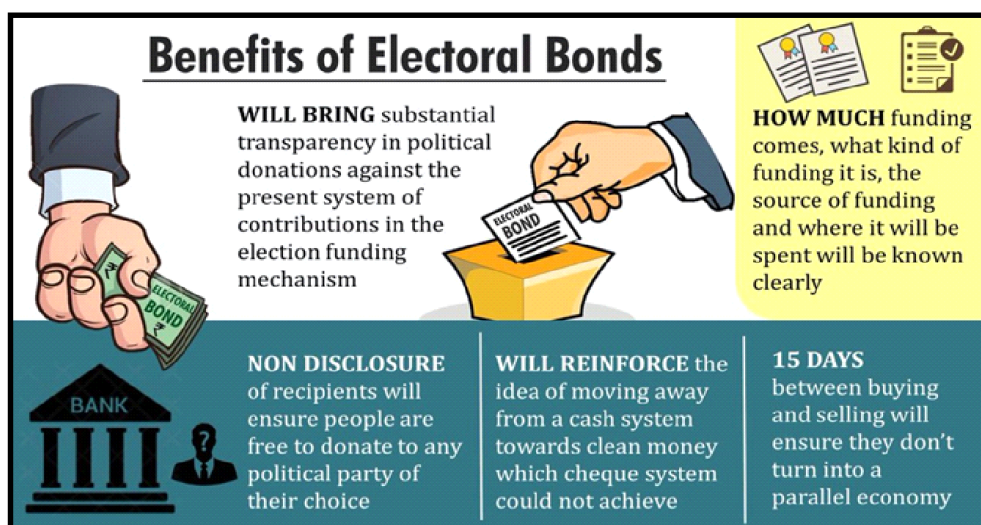 Benefits of Electoral Bonds
WILL BRING substantial
transparency in political
donations against the
present system of
contributions in the
election funding
mechanism
ELECTORAL
BOND
HOW MUCH funding
comes, what kind of
funding it is, the
source of funding
and where it will be
spent will be known
clearly
₹
ELECTORAL
BOND
₹
BANK
?
NON DISCLOSURE
of recipients will
ensure people are
free to donate to any
political party of
their choice
WILL REINFORCE the
idea of moving away
from a cash system
towards clean money
which cheque system
could not achieve
15 DAYS
between buying
and selling will
ensure they don’t
turn into a
parallel economy